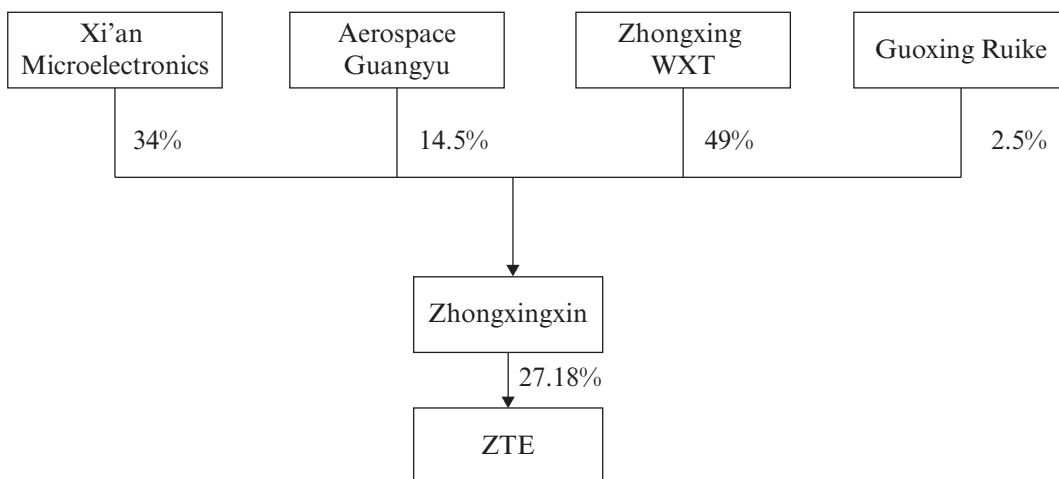 Xi’an
Microelectronics
Aerospace
Guangyu
Zhongxing
WXT
Guoxing Ruike
34%
14.5%
49%
2.5%
Zhongxingxin
27.18%
ZTE